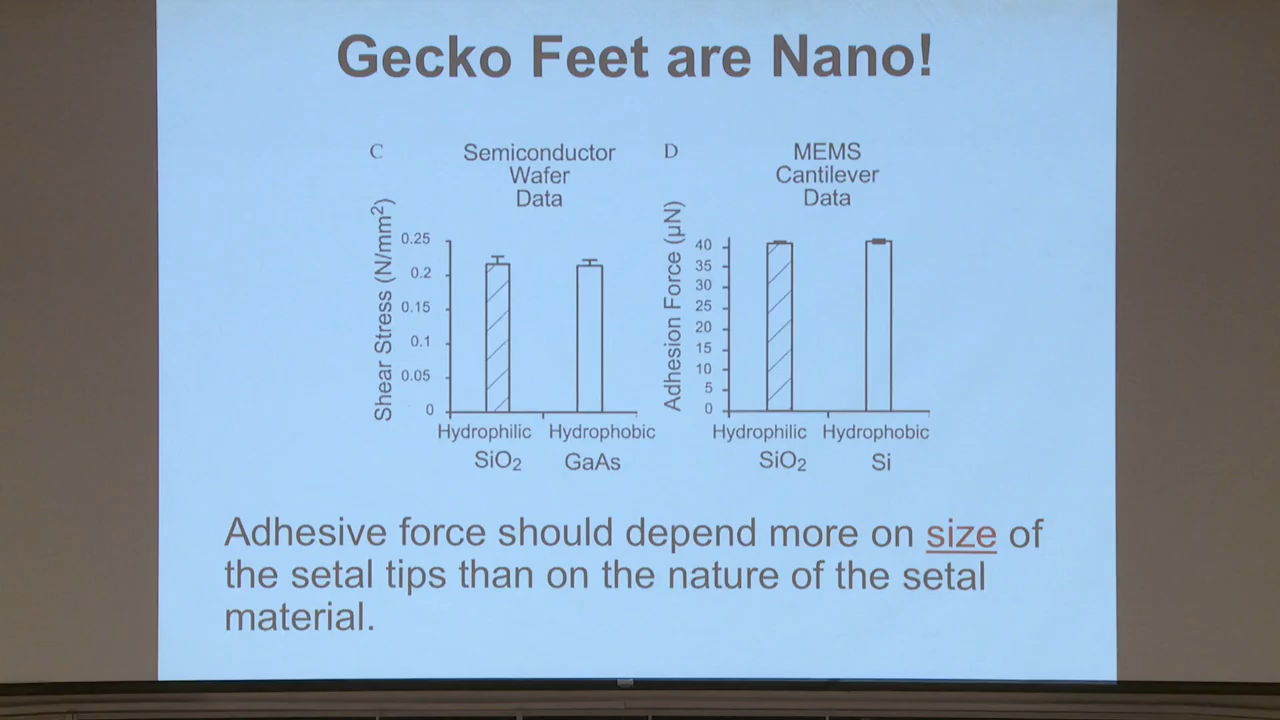 Gecko Feet are Nano!
C
Semiconductor
Wafer
Data
Shear Stress (N/mm²)
0.25
0.2
0.15
0.1
0.05
0
Hydrophilic Hydrophobic
SiO₂ GaAs
D
MEMS
Cantilever
Data
Adhesion Force (μN)
40
35
30
25
20
15
10
5
0
Hydrophilic Hydrophobic
SiO₂ Si
Adhesive force should depend more on size of
the setal tips than on the nature of the setal
material.